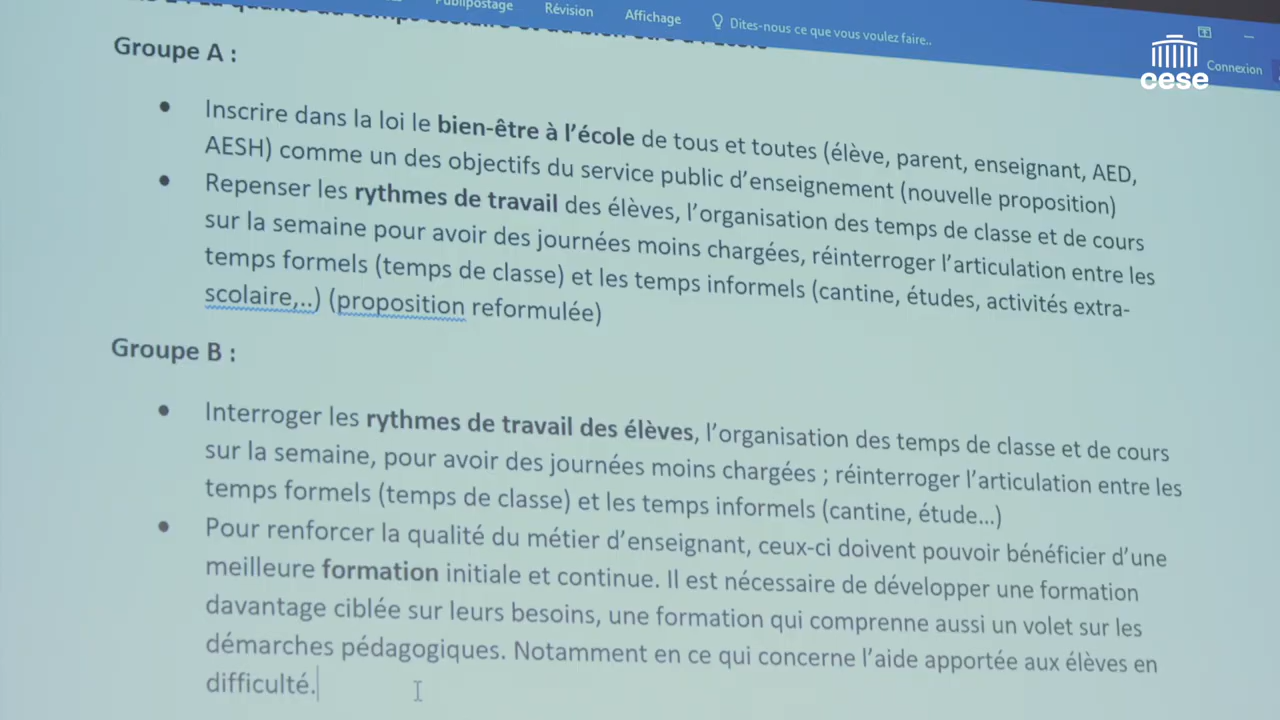 Publipostage Révision Affichage Dites-nous ce que vous voulez faire..
Connexion
cese
Groupe A :
• Inscrire dans la loi le bien-être à l'école de tous et toutes (élève, parent, enseignant, AED,
AESH) comme un des objectifs du service public d'enseignement (nouvelle proposition)
• Repenser les rythmes de travail des élèves, l'organisation des temps de classe et de cours
sur la semaine pour avoir des journées moins chargées, réinterroger l'articulation entre les
temps formels (temps de classe) et les temps informels (cantine, études, activités extra-
scolaire,..) (proposition reformulée)
Groupe B :
• Interroger les rythmes de travail des élèves, l'organisation des temps de classe et de cours
sur la semaine, pour avoir des journées moins chargées ; réinterroger l'articulation entre les
temps formels (temps de classe) et les temps informels (cantine, étude...)
• Pour renforcer la qualité du métier d'enseignant, ceux-ci doivent pouvoir bénéficier d'une
meilleure formation initiale et continue. Il est nécessaire de développer une formation
davantage ciblée sur leurs besoins, une formation qui comprenne aussi un volet sur les
démarches pédagogiques. Notamment en ce qui concerne l'aide apportée aux élèves en
difficulté.